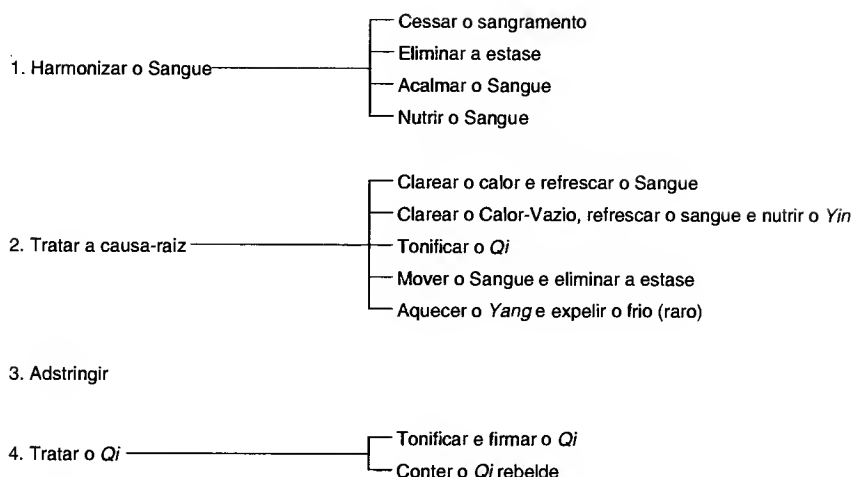 1. Harmonizar o Sangue
Cessar o sangramento
Eliminar a estase
Acalmar o Sangue
Nutrir o Sangue
2. Tratar a causa-raiz
Clarear o calor e refrescar o Sangue
Clarear o Calor-Vazio, refrescar o sangue e nutrir o Yin
Tonificar o Qi
Mover o Sangue e eliminar a estase
Aquecer o Yang e expelir o frio (raro)
3. Adstringir
4. Tratar o Qi
Tonificar e firmar o Qi
Conter o Qi rebelde